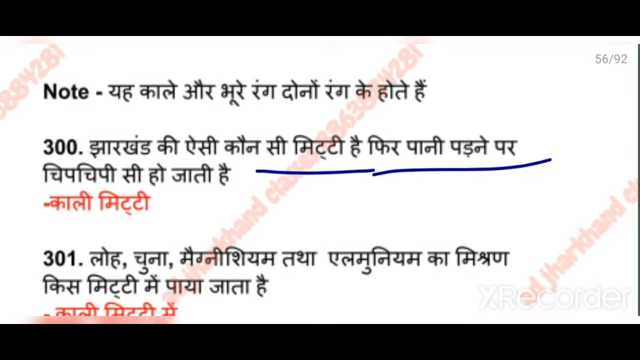 56/92
Note - यह काले और भूरे रंग दोनों रंग के होते हैं
300. झारखंड की ऐसी कौन सी मिट्टी है फिर पानी पड़ने पर
चिपचिपी सी हो जाती है
-काली मिट्टी
301. लोह, चुना, मैग्नीशियम तथा एलमुनियम का मिश्रण
किस मिट्टी में पाया जाता है
- काली मिट्टी में
XRecorder